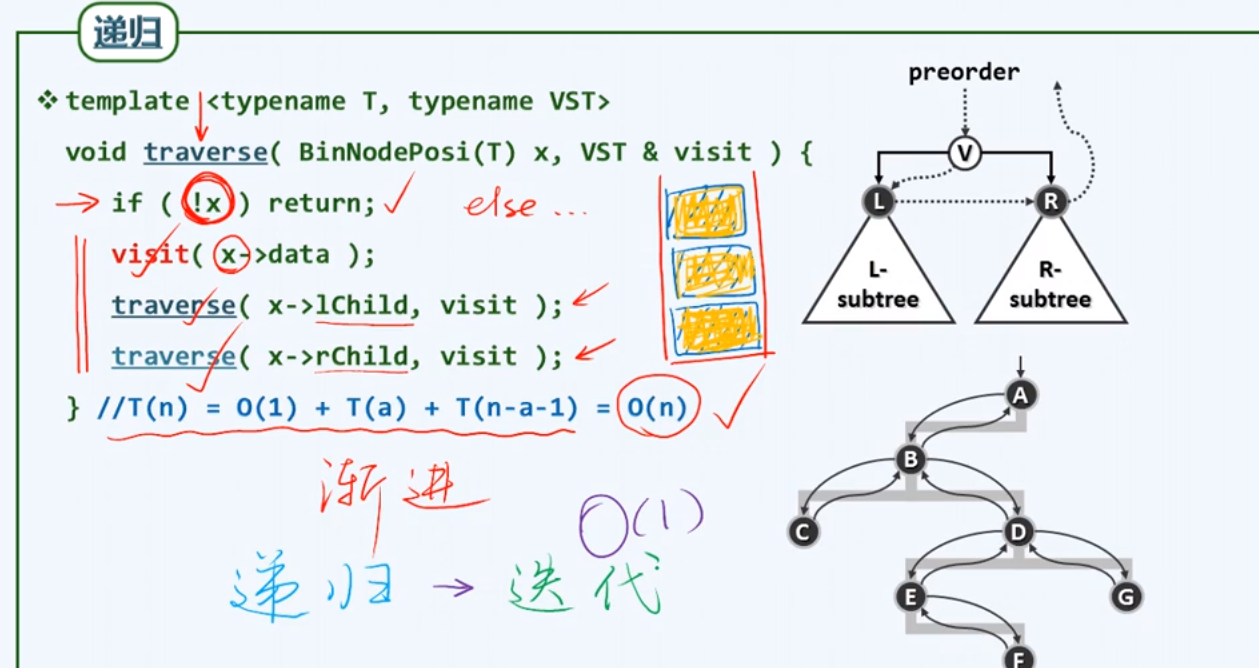 递归
❖ template <typename T, typename VST>
void traverse( BinNodePosi(T) x, VST & visit ) {
if ( !x ) return;
else ...
visit( x->data );
traverse( x->lChild, visit );
traverse( x->rChild, visit );
} //T(n) = O(1) + T(a) + T(n-a-1) = O(n)
渐进
O(1)
递归 → 迭代
preorder
V
L
R
L-
subtree
R-
subtree
A
B
C
D
E
G
F